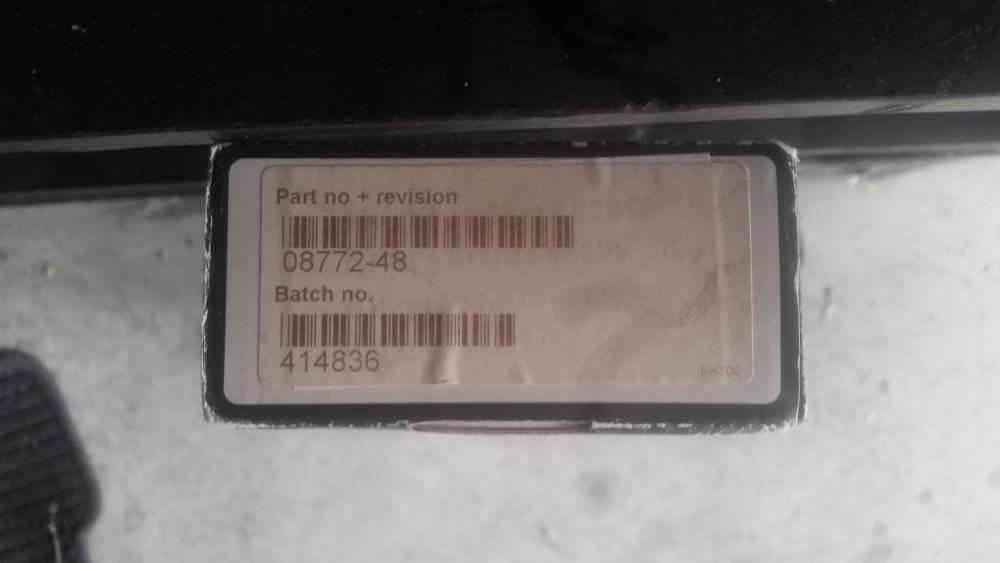 Part no + revision
08772-48
Batch no.
414836
IBK100